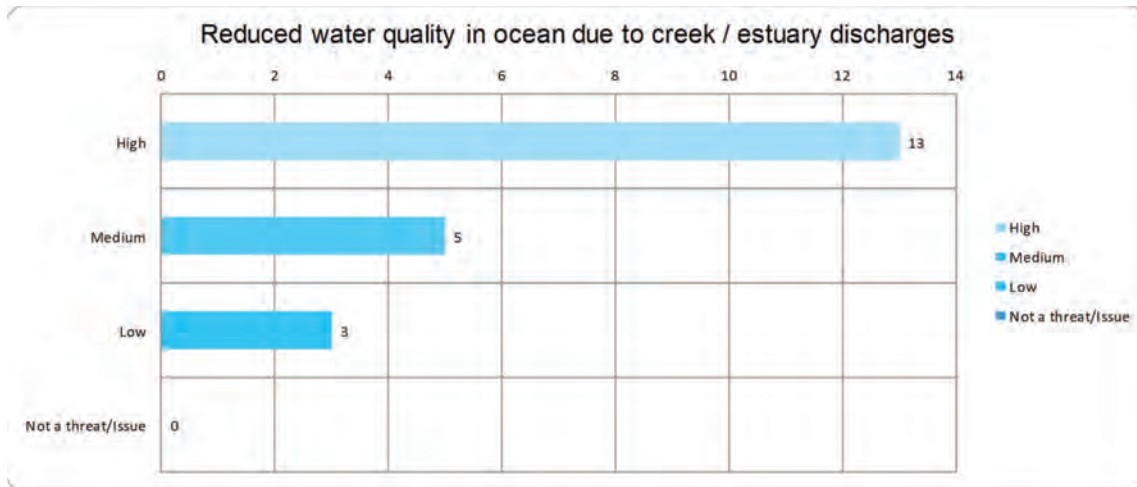 Reduced water quality in ocean due to creek / estuary discharges
0 2 4 6 8 10 12 14
High 13
Medium 5
Low 3
Not a threat/Issue 0
High
Medium
Low
Not a threat/Issue